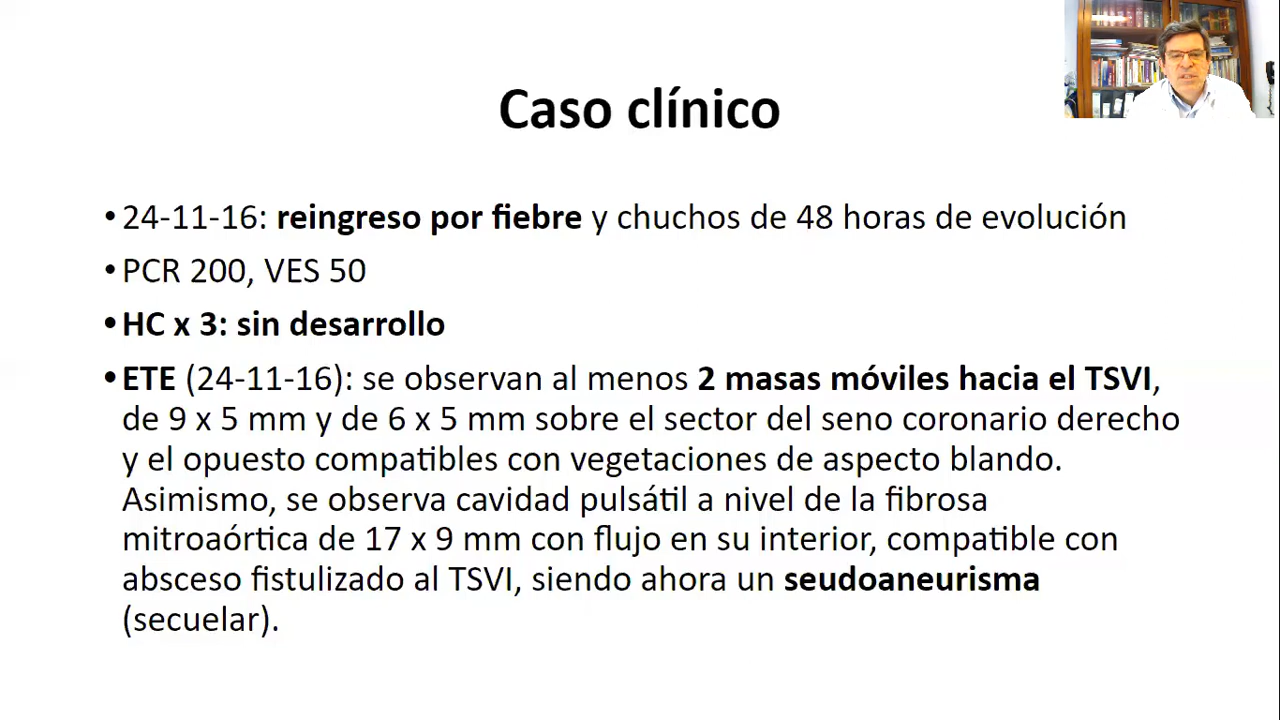 Caso clínico
• 24-11-16: reingreso por fiebre y chuchos de 48 horas de evolución
• PCR 200, VES 50
• HC x 3: sin desarrollo
• ETE (24-11-16): se observan al menos 2 masas móviles hacia el TSVI,
de 9 x 5 mm y de 6 x 5 mm sobre el sector del seno coronario derecho
y el opuesto compatibles con vegetaciones de aspecto blando.
Asimismo, se observa cavidad pulsátil a nivel de la fibrosa
mitroaórtica de 17 x 9 mm con flujo en su interior, compatible con
absceso fistulizado al TSVI, siendo ahora un seudoaneurisma
(secuelar).